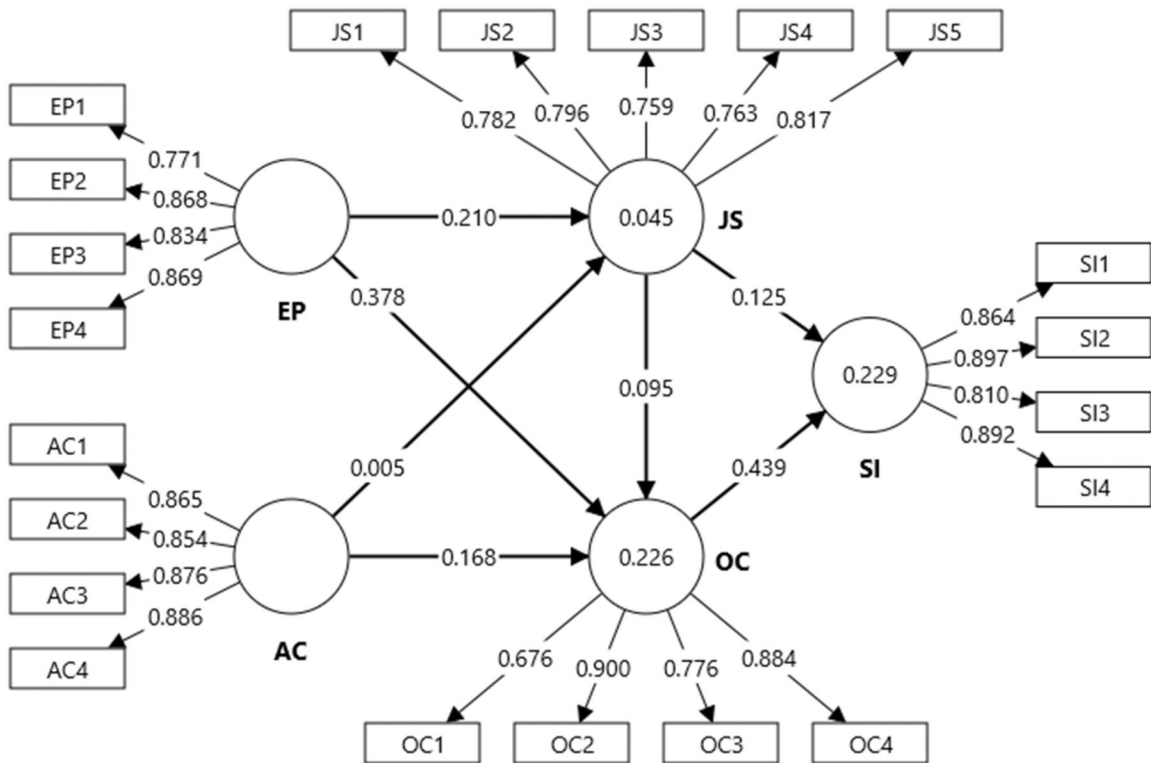 JS1 JS2 JS3 JS4 JS5
0.782 0.796 0.759 0.763 0.817
EP1
0.771
EP2
0.868
EP3
0.834
EP4
0.869
EP
0.210
0.378
0.045
JS
0.125
0.095
0.229
SI
SI1
0.864
SI2
0.897
SI3
0.810
SI4
0.892
AC1
0.865
AC2
0.854
AC3
0.876
AC4
0.886
AC
0.005
0.168
0.439
0.226
OC
0.676 0.900 0.776 0.884
OC1 OC2 OC3 OC4